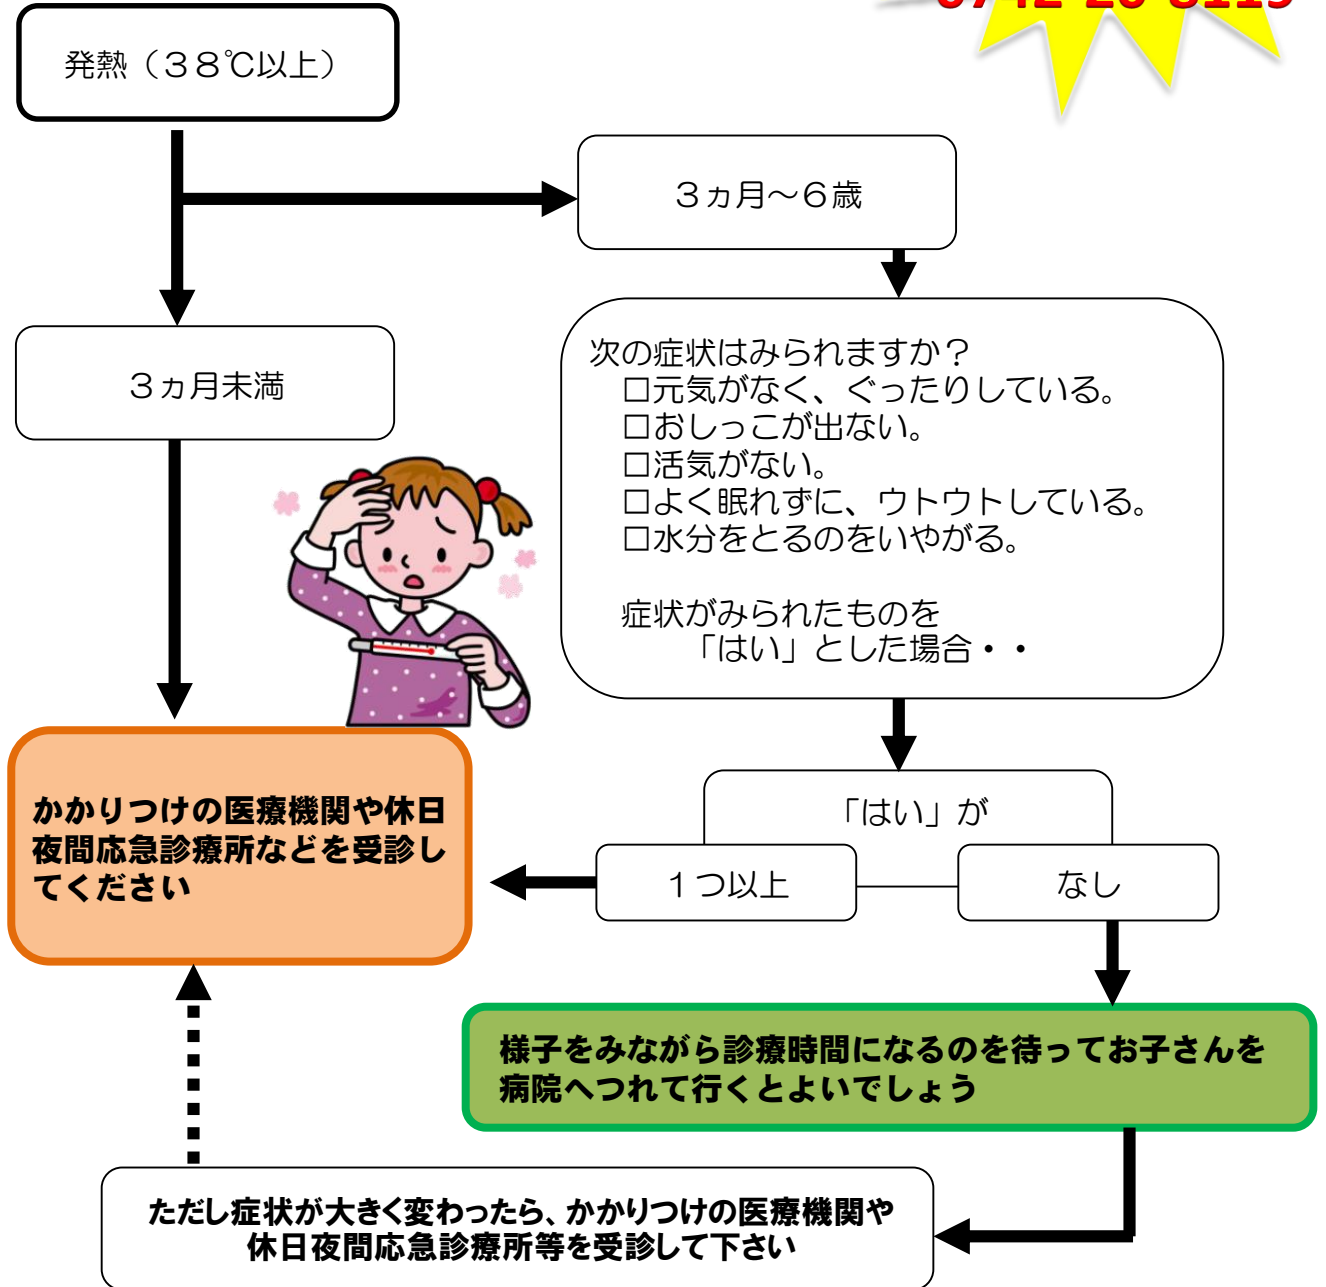 発熱（３８℃以上）
３ヵ月～６歳
３ヵ月未満
次の症状はみられますか？
□元気がなく、ぐったりしている。
□おしっこが出ない。
□活気がない。
□よく眠れずに、ウトウトしている。
□水分をとるのをいやがる。
症状がみられたものを
「はい」とした場合・・
かかりつけの医療機関や休日
夜間応急診療所などを受診し
てください
「はい」が
１つ以上
なし
様子をみながら診療時間になるのを待ってお子さんを
病院へつれて行くとよいでしょう
ただし症状が大きく変わったら、かかりつけの医療機関や
休日夜間応急診療所等を受診して下さい